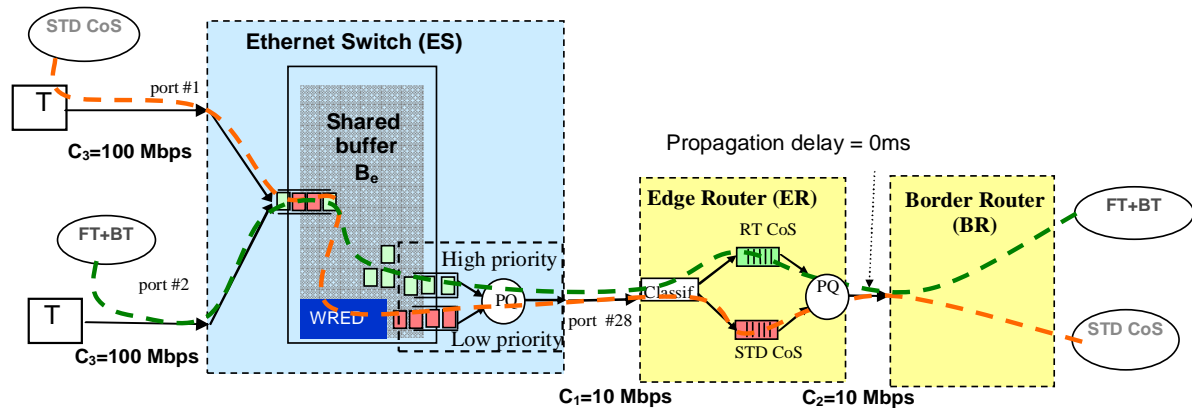 STD CoS
T
port #1
C3=100 Mbps
FT+BT
port #2
T
C3=100 Mbps
Ethernet Switch (ES)
Shared
buffer
Be
WRED
High priority
PQ
Low priority
port #28
C1=10 Mbps
Propagation delay = 0ms
Edge Router (ER)
RT CoS
Classif
PQ
STD CoS
C2=10 Mbps
Border Router
(BR)
FT+BT
STD CoS